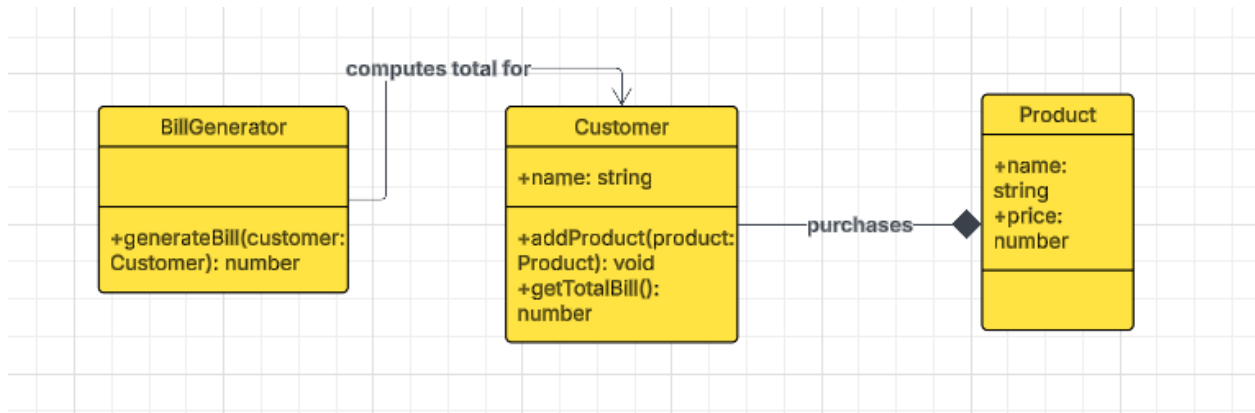 computes total for
BillGenerator
+generateBill(customer:
Customer): number
Customer
+name: string
+addProduct(product:
Product): void
+getTotalBill():
number
purchases
Product
+name:
string
+price:
number